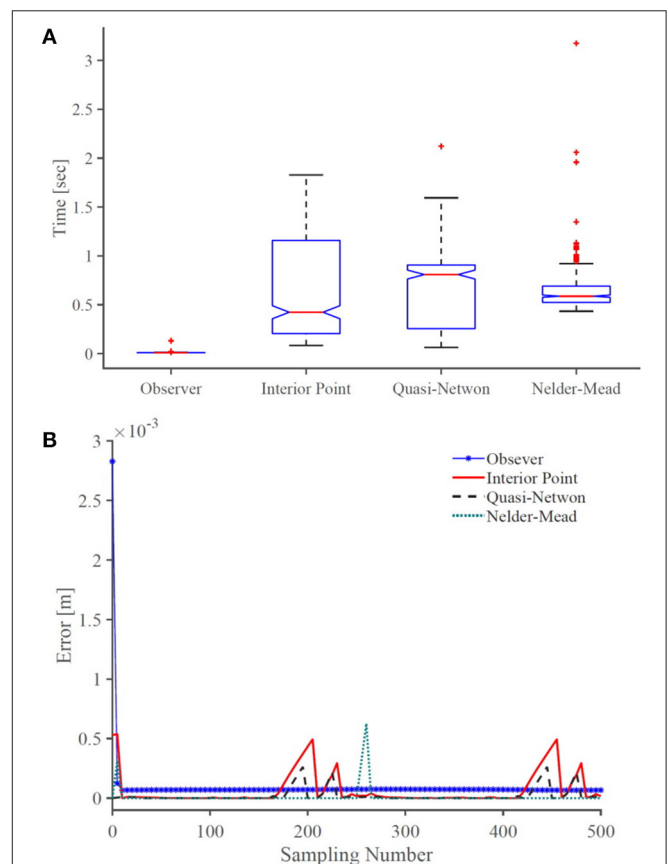 A
3
2.5
2
1.5
1
0.5
0
Time [sec]
Observer Interior Point Quasi-Netwon Nelder-Mead
B
×10⁻³
3
2.5
2
1.5
1
0.5
0
Error [m]
Obsever
Interior Point
Quasi-Netwon
Nelder-Mead
0 100 200 300 400 500
Sampling Number